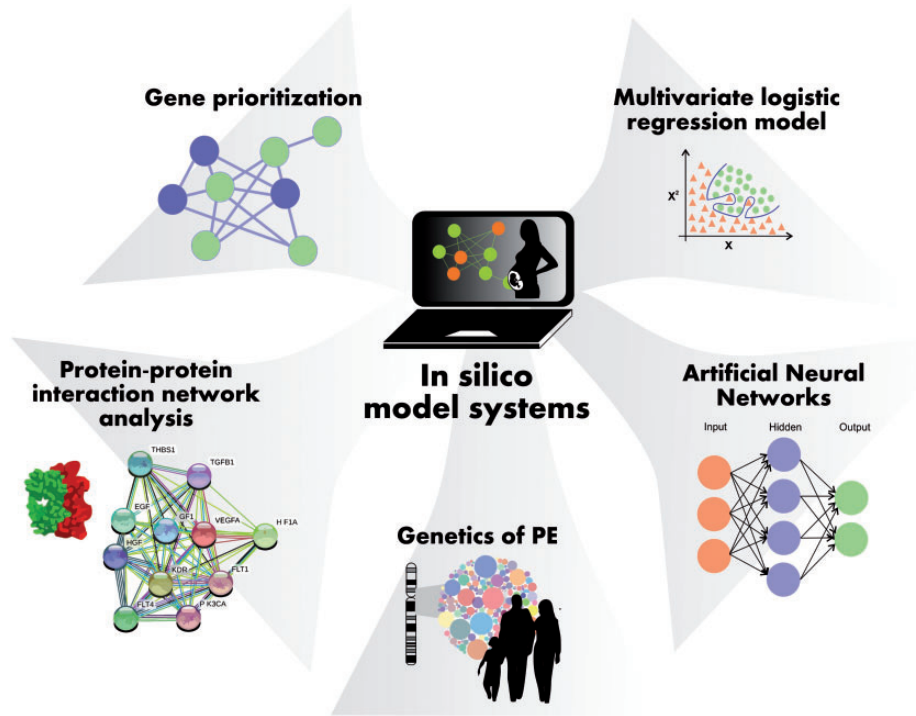 Gene prioritization
Multivariate logistic
regression model
X²
X
In silico
model systems
Protein-protein
interaction network
analysis
THBS1
TGFB1
EGF
GF1
VEGFA
H F1A
HGF
KDR
FLT1
FLT4
P K3CA
Artificial Neural
Networks
Input
Hidden
Output
Genetics of PE